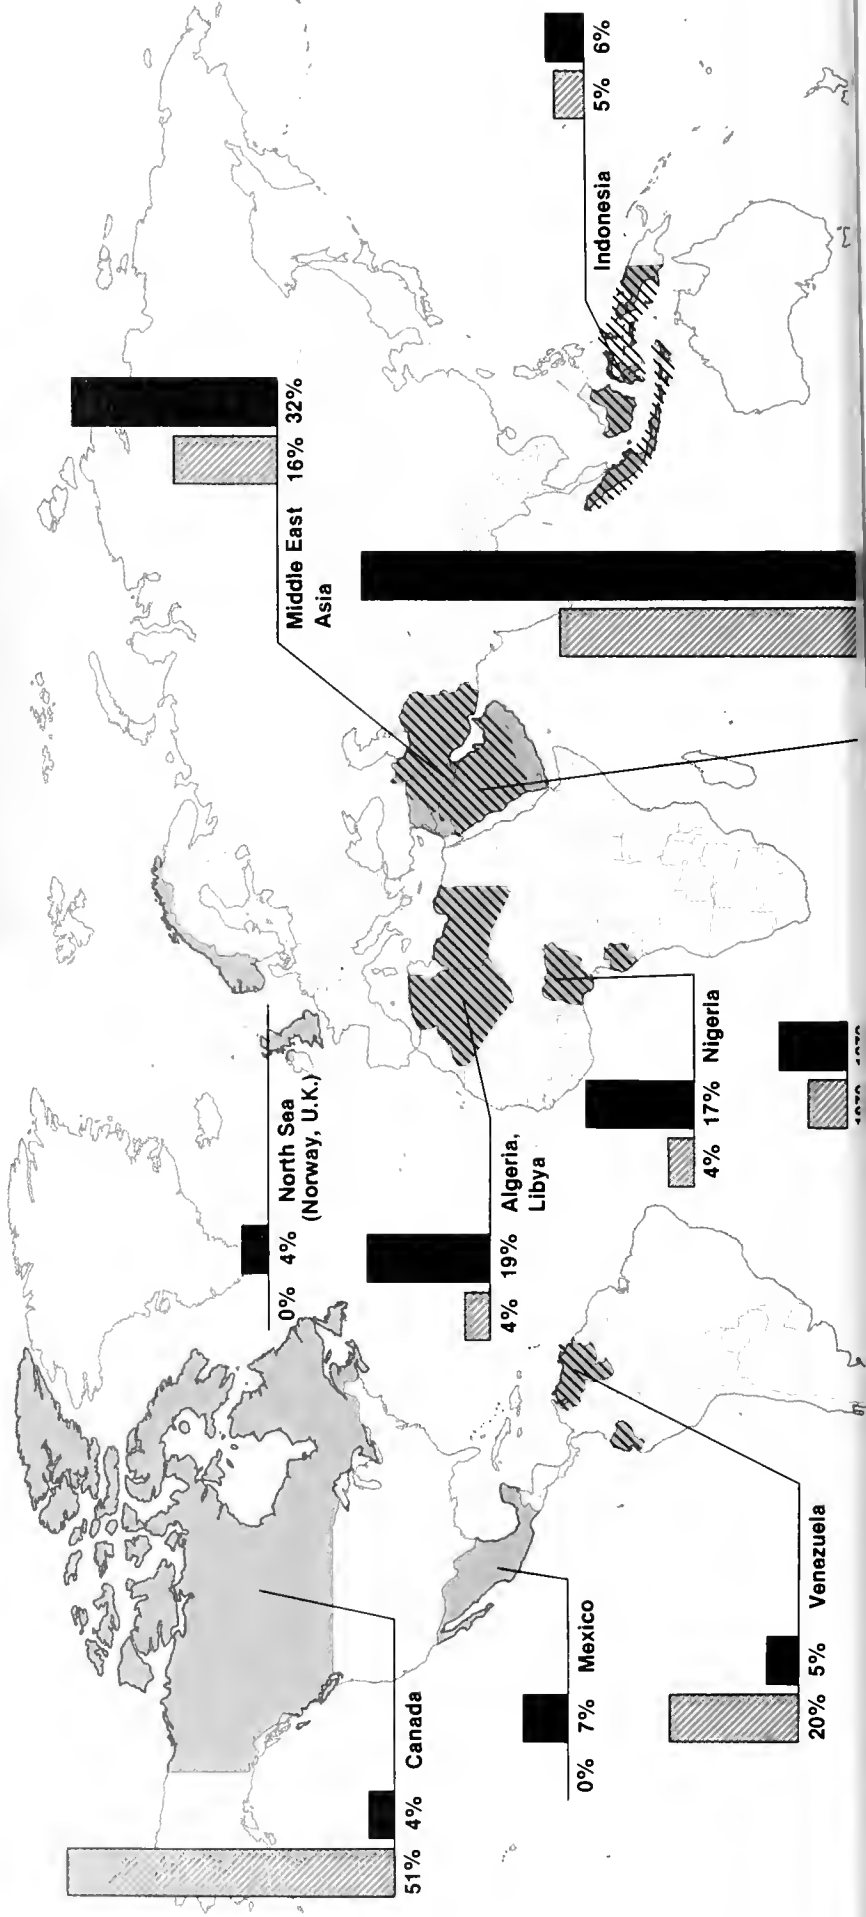 Canada
51% 4%
Mexico
0% 7%
Venezuela
20% 5%
North Sea
(Norway, U.K.)
0% 4%
Algeria,
Libya
4% 19%
Nigeria
4% 17%
Middle East
Asia
16% 32%
Indonesia
5% 6%